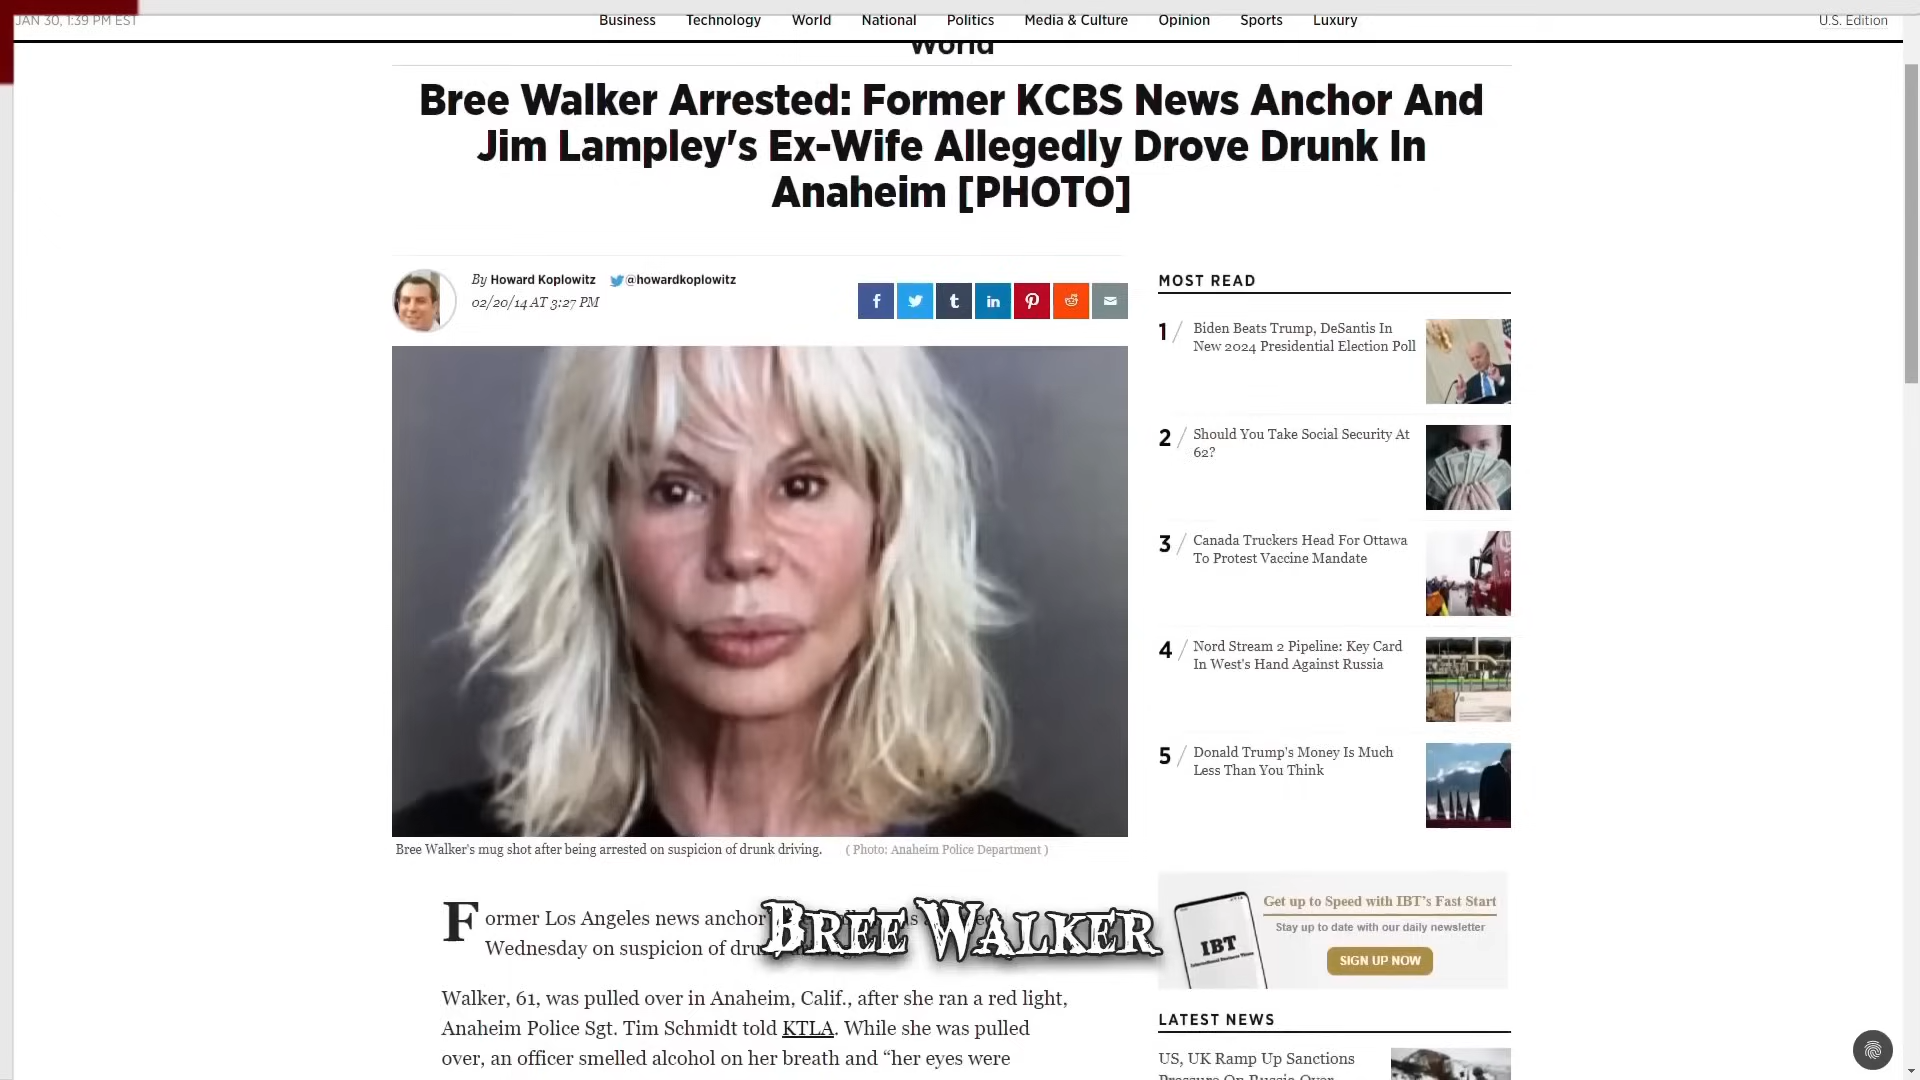 JAN 30, 1:39 PM EST
Business Technology World National Politics Media & Culture Opinion Sports Luxury
U.S. Edition
World
Bree Walker Arrested: Former KCBS News Anchor And
Jim Lampley's Ex-Wife Allegedly Drove Drunk In
Anaheim [PHOTO]
By Howard Koplowitz @howardkoplowitz
02/20/14 AT 3:27 PM
MOST READ
1 / Biden Beats Trump, DeSantis In
New 2024 Presidential Election Poll
2 / Should You Take Social Security At
62?
3 / Canada Truckers Head For Ottawa
To Protest Vaccine Mandate
4 / Nord Stream 2 Pipeline: Key Card
In West's Hand Against Russia
5 / Donald Trump's Money Is Much
Less Than You Think
Bree Walker's mug shot after being arrested on suspicion of drunk driving. ( Photo: Anaheim Police Department )
Former Los Angeles news anchor
Wednesday on suspicion of
BREE WALKER
Walker, 61, was pulled over in Anaheim, Calif., after she ran a red light,
Anaheim Police Sgt. Tim Schmidt told KTLA. While she was pulled
over, an officer smelled alcohol on her breath and “her eyes were
IBT
International Business Times
Get up to Speed with IBT's Fast Start
Stay up to date with our daily newsletter
SIGN UP NOW
LATEST NEWS
US, UK Ramp Up Sanctions
Pressure On Russia Over